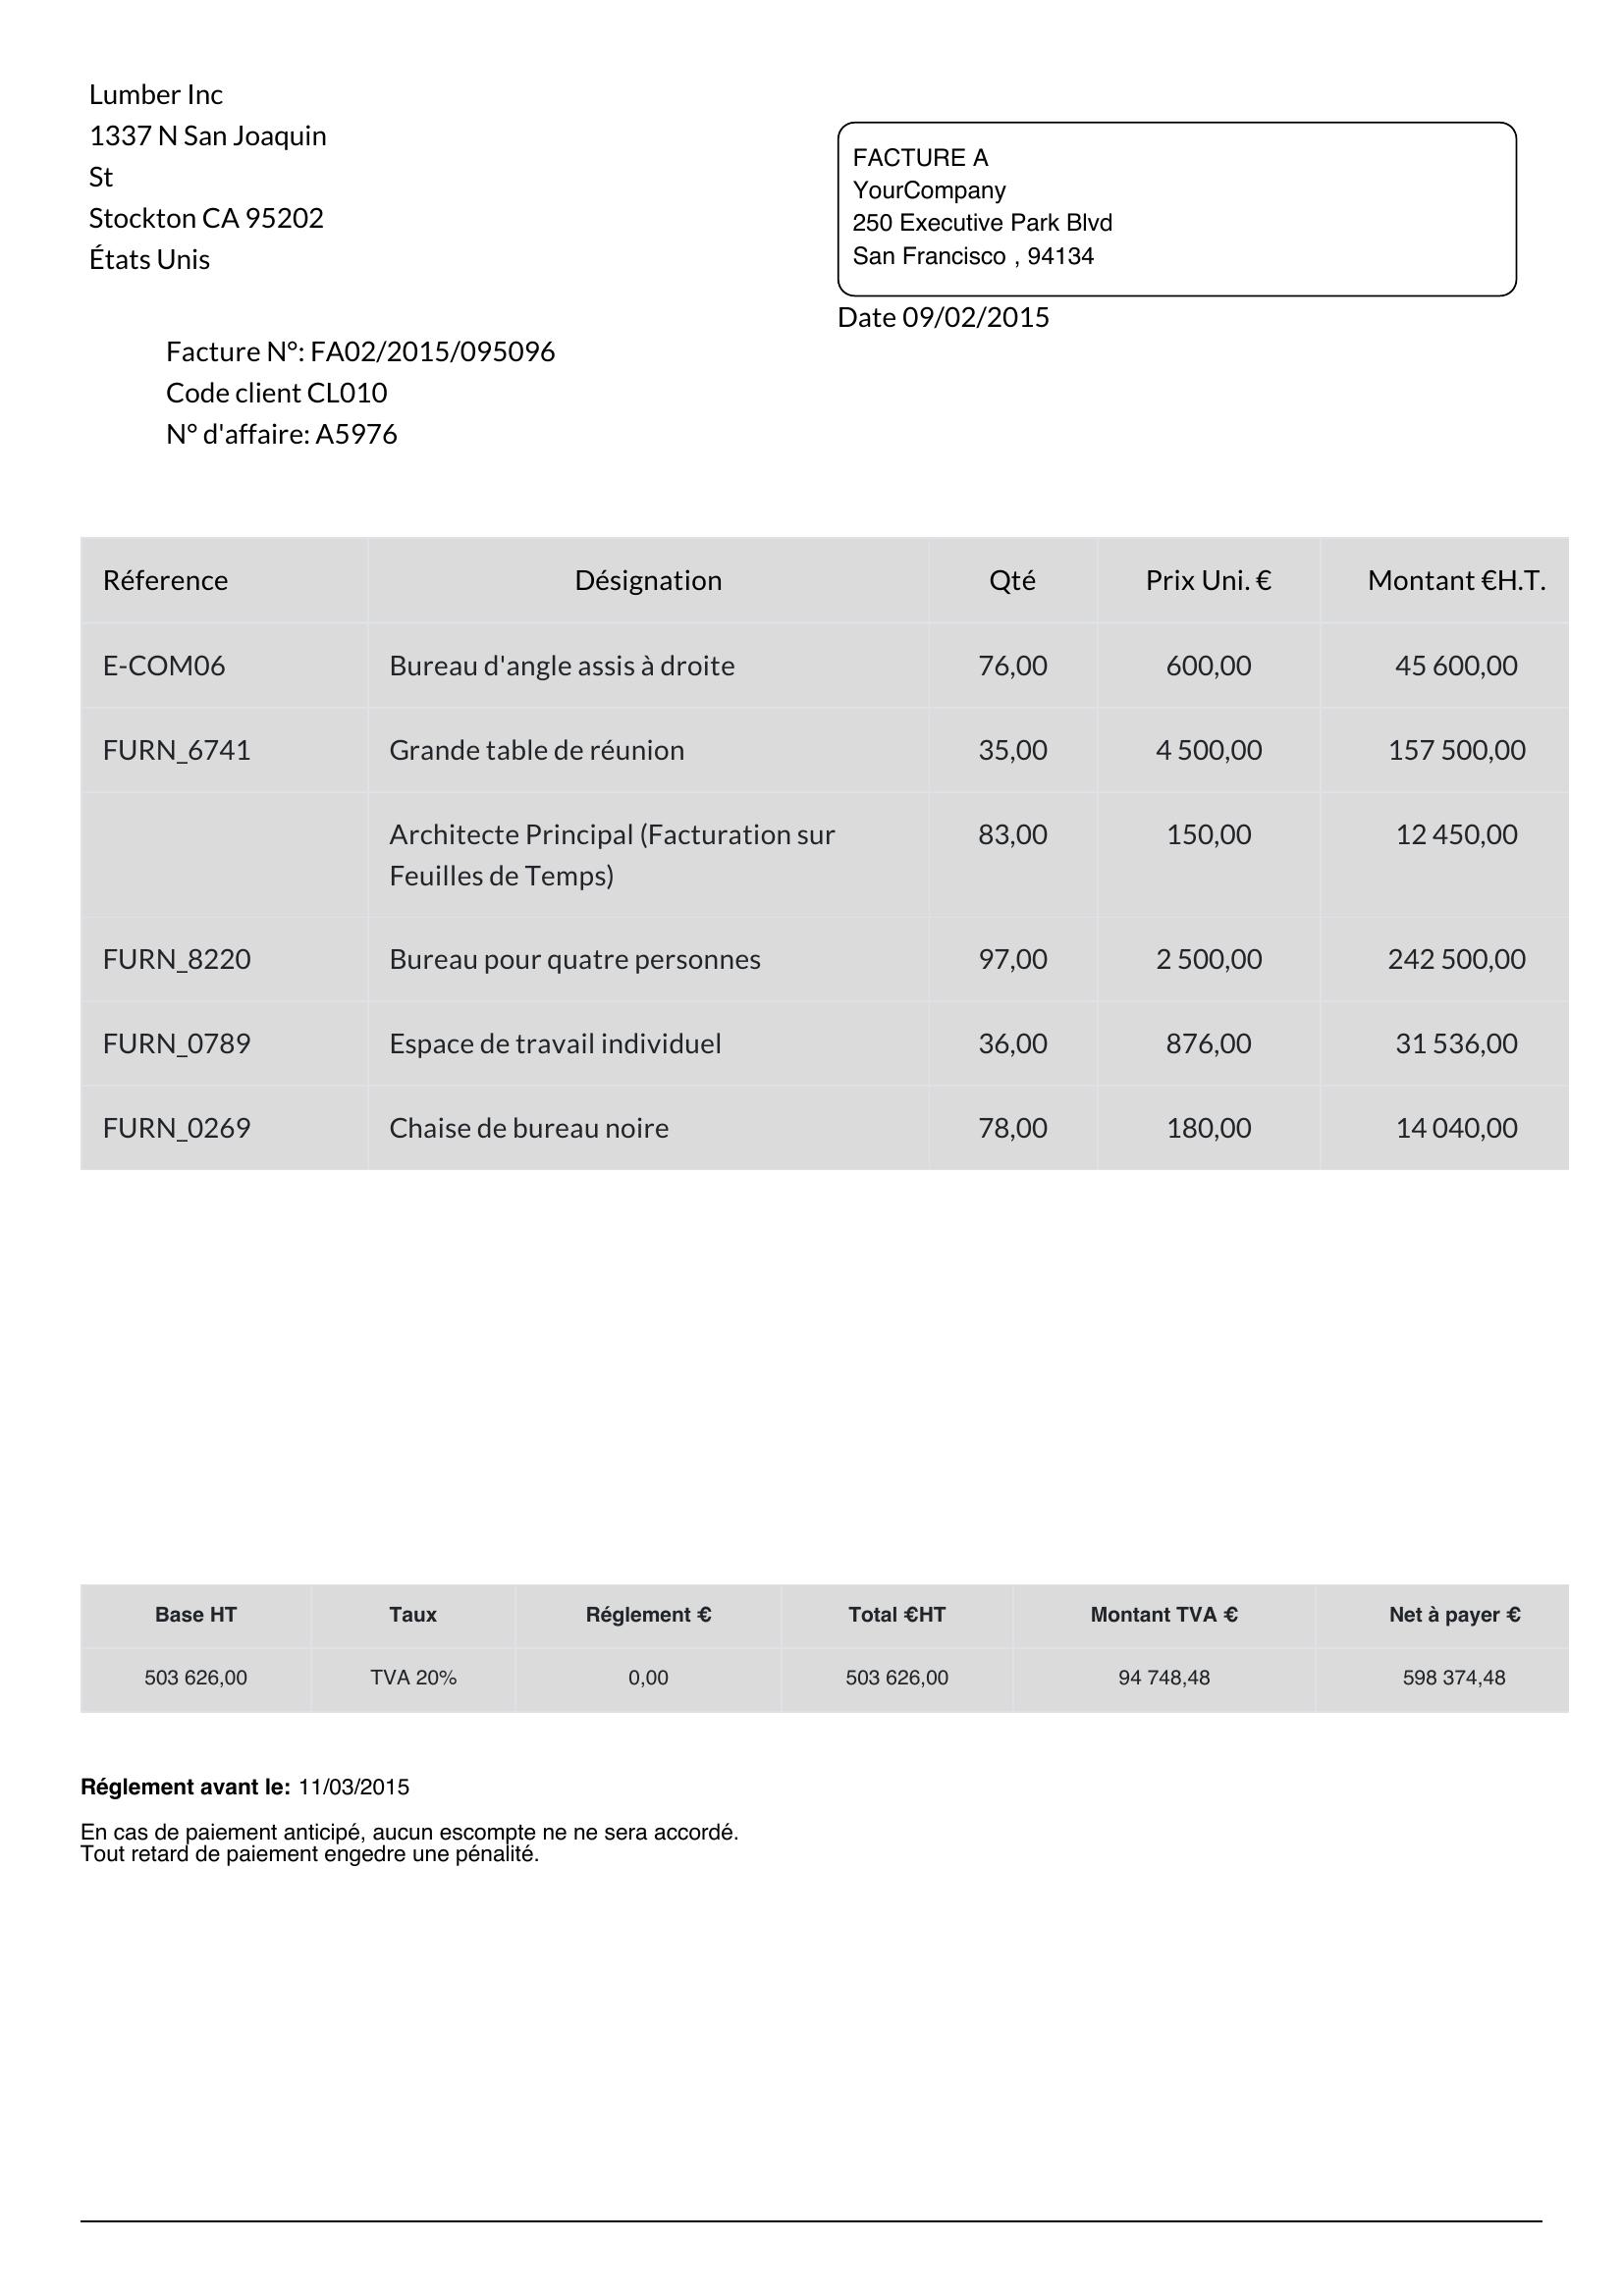 Lumber Inc
1337 N San Joaquin
St
Stockton CA 95202
États Unis
FACTURE A
YourCompany
250 Executive Park Blvd
San Francisco , 94134
Date 09/02/2015
Facture N°: FA02/2015/095096
Code client CL010
N° d'affaire: A5976
Réference Désignation Qté Prix Uni. € Montant €H.T.
E-COM06 Bureau d'angle assis à droite 76,00 600,00 45 600,00
FURN_6741 Grande table de réunion 35,00 4 500,00 157 500,00
Architecte Principal (Facturation sur 83,00 150,00 12 450,00
Feuilles de Temps)
FURN_8220 Bureau pour quatre personnes 97,00 2 500,00 242 500,00
FURN_0789 Espace de travail individuel 36,00 876,00 31 536,00
FURN_0269 Chaise de bureau noire 78,00 180,00 14 040,00
Base HT Taux Réglement € Total €HT Montant TVA € Net à payer €
503 626,00 TVA 20% 0,00 503 626,00 94 748,48 598 374,48
Réglement avant le: 11/03/2015
En cas de paiement anticipé, aucun escompte ne ne sera accordé.
Tout retard de paiement engedre une pénalité.